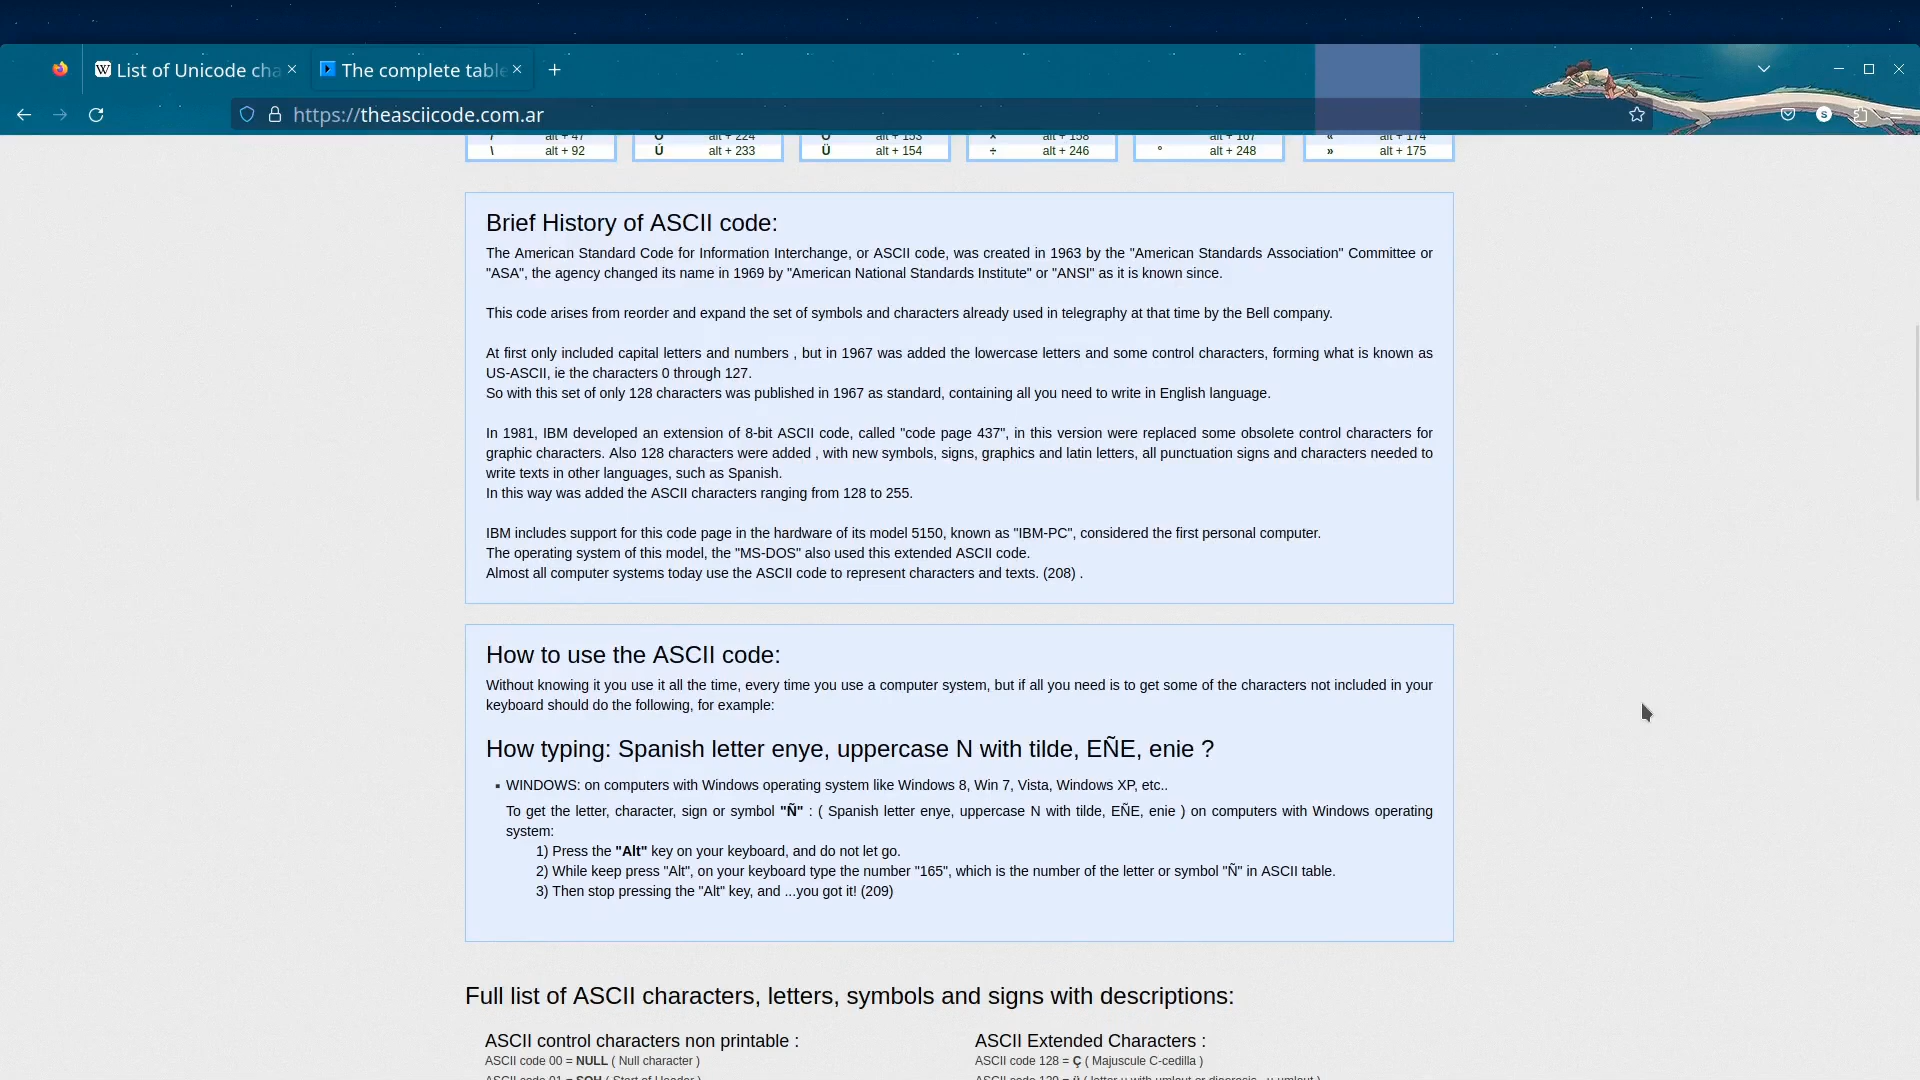 List of Unicode cha
The complete table
https://theasciicode.com.ar
/ alt + 47 Ó alt + 224 Ö alt + 153 × alt + 158 alt + 167 « alt + 174
\ alt + 92 Ú alt + 233 Ü alt + 154 ÷ alt + 246 ° alt + 248 » alt + 175
Brief History of ASCII code:
The American Standard Code for Information Interchange, or ASCII code, was created in 1963 by the "American Standards Association" Committee or
"ASA", the agency changed its name in 1969 by "American National Standards Institute" or "ANSI" as it is known since.
This code arises from reorder and expand the set of symbols and characters already used in telegraphy at that time by the Bell company.
At first only included capital letters and numbers , but in 1967 was added the lowercase letters and some control characters, forming what is known as
US-ASCII, ie the characters 0 through 127.
So with this set of only 128 characters was published in 1967 as standard, containing all you need to write in English language.
In 1981, IBM developed an extension of 8-bit ASCII code, called "code page 437", in this version were replaced some obsolete control characters for
graphic characters. Also 128 characters were added , with new symbols, signs, graphics and latin letters, all punctuation signs and characters needed to
write texts in other languages, such as Spanish.
In this way was added the ASCII characters ranging from 128 to 255.
IBM includes support for this code page in the hardware of its model 5150, known as "IBM-PC", considered the first personal computer.
The operating system of this model, the "MS-DOS" also used this extended ASCII code.
Almost all computer systems today use the ASCII code to represent characters and texts. (208) .
How to use the ASCII code:
Without knowing it you use it all the time, every time you use a computer system, but if all you need is to get some of the characters not included in your
keyboard should do the following, for example:
How typing: Spanish letter enye, uppercase N with tilde, EÑE, enie ?
WINDOWS: on computers with Windows operating system like Windows 8, Win 7, Vista, Windows XP, etc..
To get the letter, character, sign or symbol "Ñ" : ( Spanish letter enye, uppercase N with tilde, EÑE, enie ) on computers with Windows operating
system:
1) Press the "Alt" key on your keyboard, and do not let go.
2) While keep press "Alt", on your keyboard type the number "165", which is the number of the letter or symbol "Ñ" in ASCII table.
3) Then stop pressing the "Alt" key, and ...you got it! (209)
Full list of ASCII characters, letters, symbols and signs with descriptions:
ASCII control characters non printable :
ASCII code 00 = NULL ( Null character )
ASCII code 01 = SOH ( Start of Header )
ASCII Extended Characters :
ASCII code 128 = Ç ( Majuscule C-cedilla )
ASCII code 129 = ü ( letter u with umlaut or diaeresis , u-umlaut )